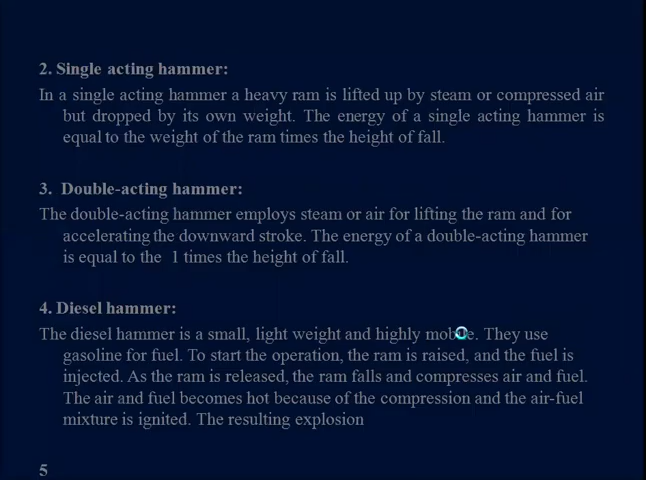 2. Single acting hammer:
In a single acting hammer a heavy ram is lifted up by steam or compressed air
but dropped by its own weight. The energy of a single acting hammer is
equal to the weight of the ram times the height of fall.
3. Double-acting hammer:
The double-acting hammer employs steam or air for lifting the ram and for
accelerating the downward stroke. The energy of a double-acting hammer
is equal to the 1 times the height of fall.
4. Diesel hammer:
The diesel hammer is a small, light weight and highly mobile. They use
gasoline for fuel. To start the operation, the ram is raised, and the fuel is
injected. As the ram is released, the ram falls and compresses air and fuel.
The air and fuel becomes hot because of the compression and the air-fuel
mixture is ignited. The resulting explosion
5